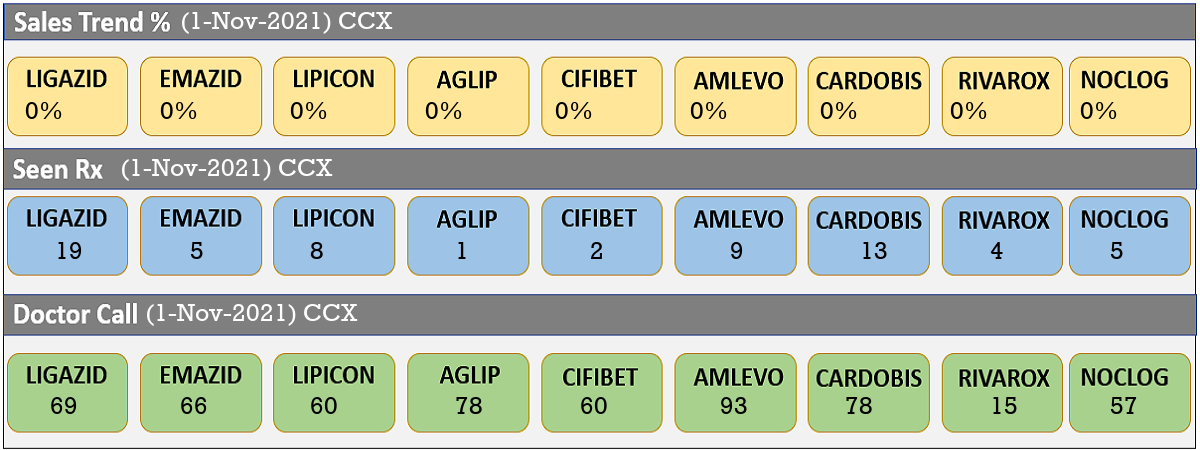 Sales Trend % (1-Nov-2021) CCX
LIGAZID EMAZID LIPICON AGLIP CIFIBET AMLEVO CARDOBIS RIVAROX NOCLOG
0% 0% 0% 0% 0% 0% 0% 0% 0%
Seen Rx (1-Nov-2021) CCX
LIGAZID EMAZID LIPICON AGLIP CIFIBET AMLEVO CARDOBIS RIVAROX NOCLOG
19 5 8 1 2 9 13 4 5
Doctor Call (1-Nov-2021) CCX
LIGAZID EMAZID LIPICON AGLIP CIFIBET AMLEVO CARDOBIS RIVAROX NOCLOG
69 66 60 78 60 93 78 15 57